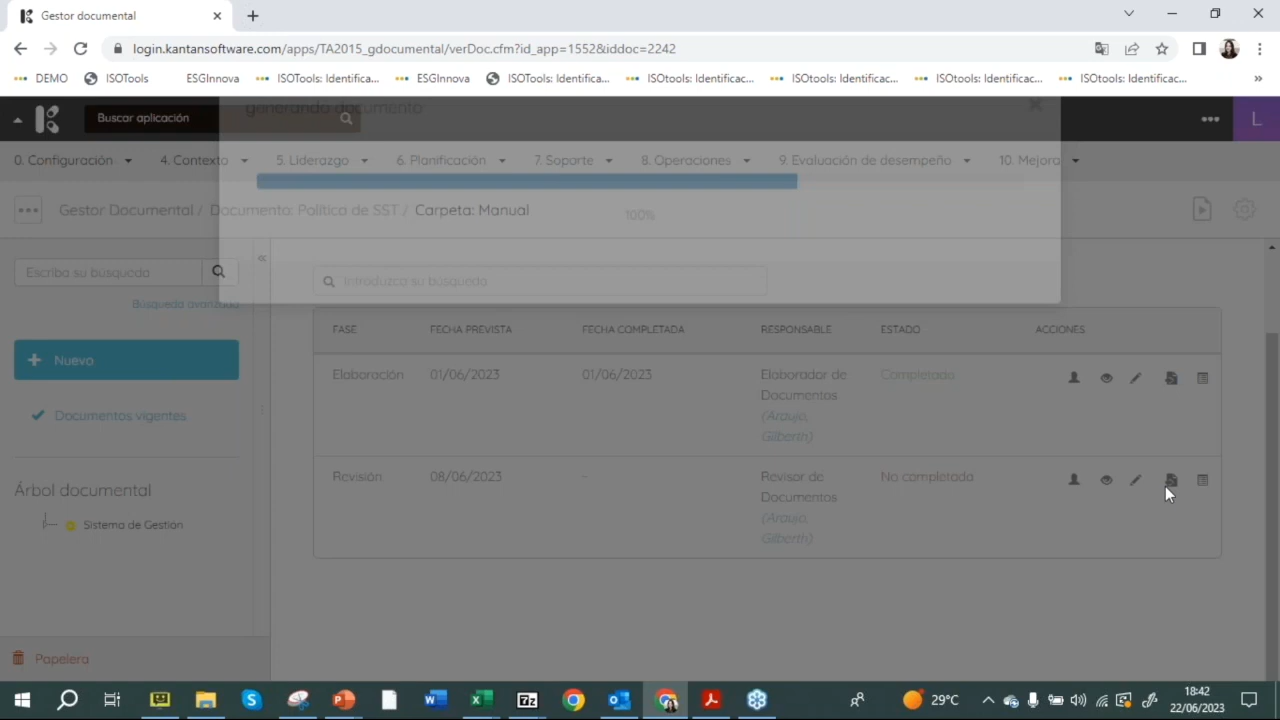 Gestor documental
login.kantansoftware.com/apps/TA2015_gdocumental/verDoc.cfm?id_app=1552&iddoc=2242
DEMO
ISOTools
ESGInnova
ISOTools: Identifica...
ESGInnova
ISOTools: Identifica...
ISOtools: Identificac...
ISOtools: Identificac...
ISOtools: Identificac...
ISOtools: Identificac...
»
generando documento
Buscar aplicación
L
0. Configuración
4. Contexto
5. Liderazgo
6. Planificación
7. Soporte
8. Operaciones
9. Evaluación de desempeño
10. Mejora
Gestor Documental / Documento: Política de SST / Carpeta: Manual
100%
Escriba su búsqueda
«
Introduzca su búsqueda
Búsqueda avanzada
FASE FECHA PREVISTA FECHA COMPLETADA RESPONSABLE ESTADO ACCIONES
Nuevo
Elaboración 01/06/2023 01/06/2023 Elaborador de Completada
Documentos
(Araujo,
Gilberth)
Documentos vigentes
Revisión 08/06/2023 - Revisor de No completada
Documentos
(Araujo,
Gilberth)
Árbol documental
Sistema de Gestión
Papelera
29°C
18:42
22/06/2023